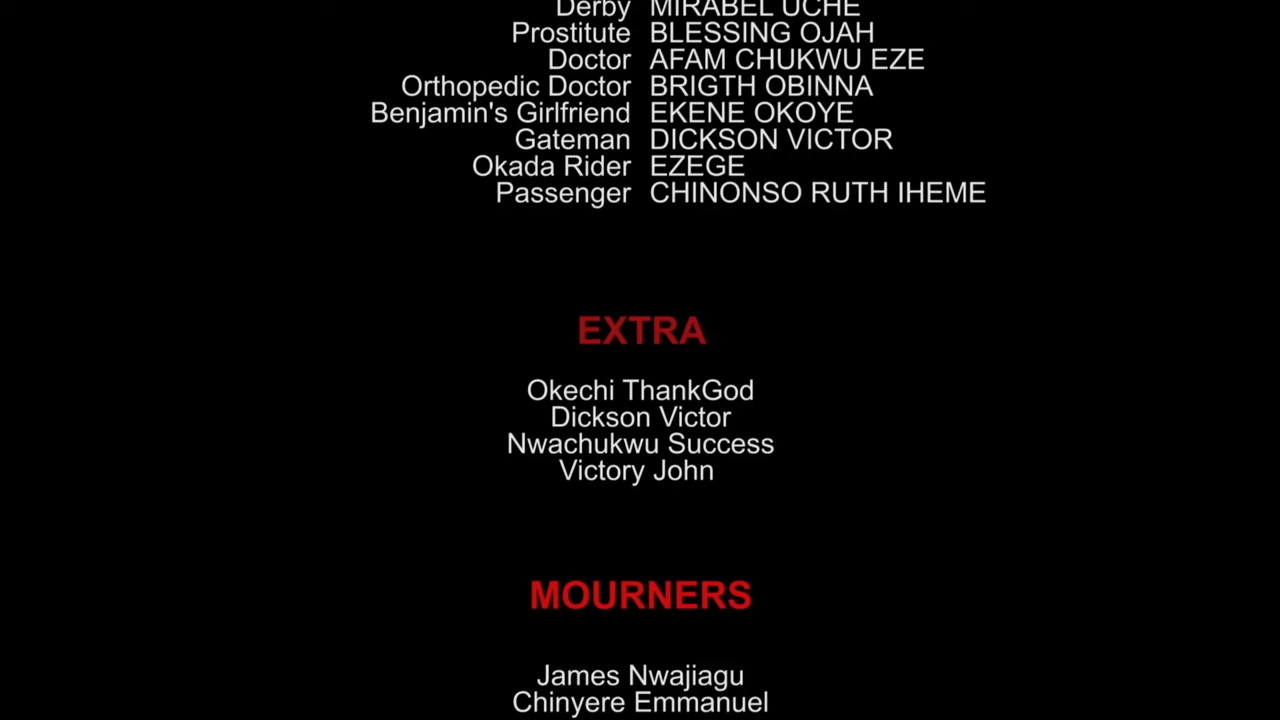 Derby MIRABEL UCHE
Prostitute BLESSING OJAH
Doctor AFAM CHUKWU EZE
Orthopedic Doctor BRIGTH OBINNA
Benjamin's Girlfriend EKENE OKOYE
Gateman DICKSON VICTOR
Okada Rider EZEGE
Passenger CHINONSO RUTH IHEME
EXTRA
Okechi ThankGod
Dickson Victor
Nwachukwu Success
Victory John
MOURNERS
James Nwajiagu
Chinyere Emmanuel